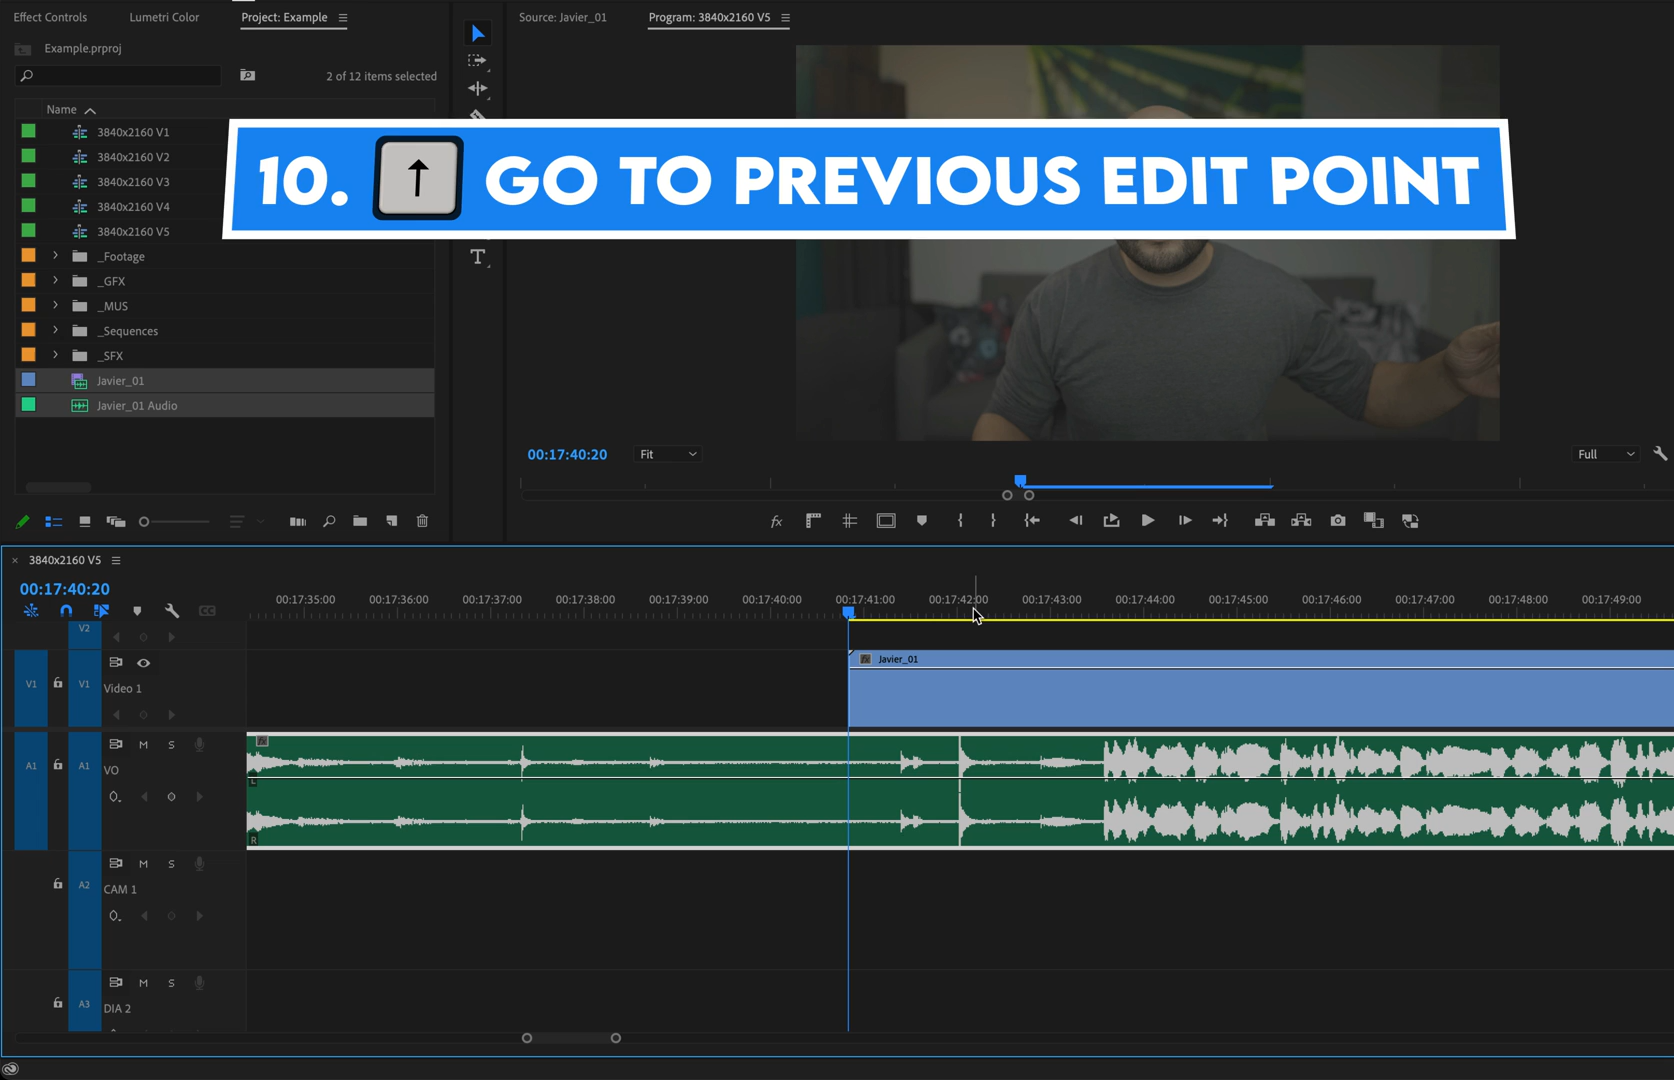 Effect Controls
Lumetri Color
Project: Example
Source: Javier_01
Program: 3840x2160 V5
Example.prproj
2 of 12 items selected
Name
3840x2160 V1
3840x2160 V2
3840x2160 V3
3840x2160 V4
3840x2160 V5
_Footage
_GFX
_MUS
_Sequences
_SFX
Javier_01
Javier_01 Audio
10. ↑ GO TO PREVIOUS EDIT POINT
T
00:17:40:20
Fit
Full
fx
3840x2160 V5
00:17:40:20
CC
00:17:35:00
00:17:36:00
00:17:37:00
00:17:38:00
00:17:39:00
00:17:40:00
00:17:41:00
00:17:42:00
00:17:43:00
00:17:44:00
00:17:45:00
00:17:46:00
00:17:47:00
00:17:48:00
00:17:49:00
V2
V1
V1
Video 1
fx
Javier_01
A1
A1
M
S
VO
fx
L
R
A2
M
S
CAM 1
A3
M
S
DIA 2